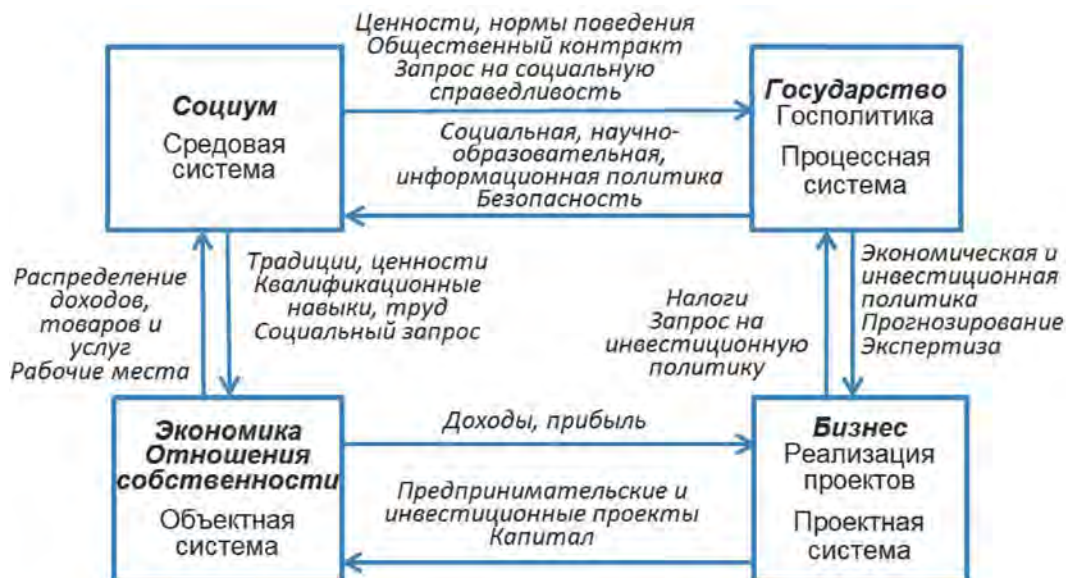 Социум
Средовая
система
Ценности, нормы поведения
Общественный контракт
Запрос на социальную
справедливость
Социальная, научно-
образовательная,
информационная политика
Безопасность
Государство
Госполитика
Процессная
система
Распределение
доходов,
товаров и
услуг
Рабочие места
Традиции, ценности
Квалификационные
навыки, труд
Социальный запрос
Налоги
Запрос на
инвестиционную
политику
Экономическая и
инвестиционная
политика
Прогнозирование
Экспертиза
Экономика
Отношения
собственности
Объектная
система
Доходы, прибыль
Предпринимательские и
инвестиционные проекты
Капитал
Бизнес
Реализация
проектов
Проектная
система